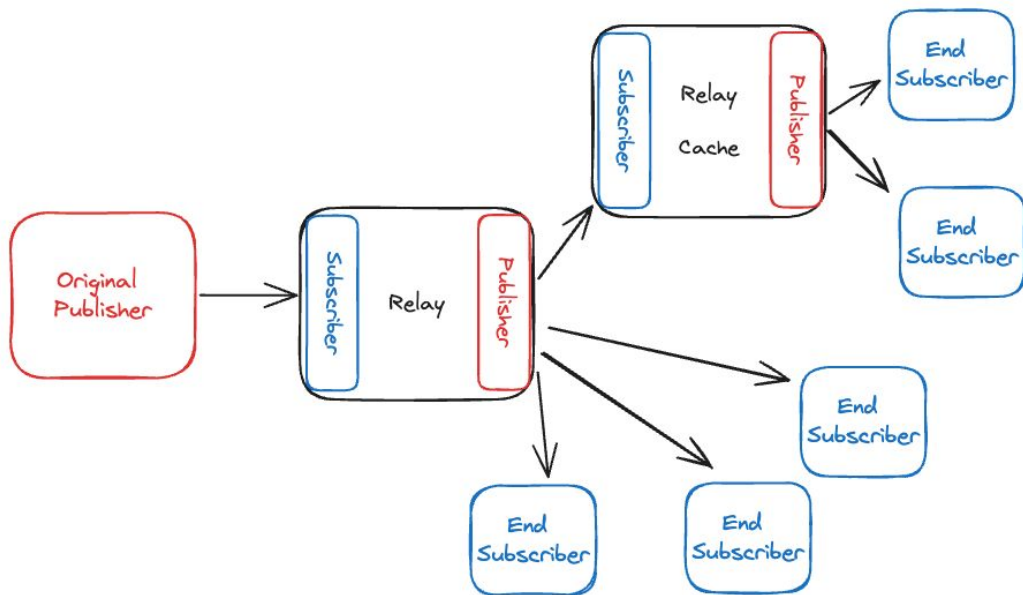 Original
Publisher
Subscriber
Relay
Publisher
Subscriber
Relay
Cache
Publisher
End
Subscriber
End
Subscriber
End
Subscriber
End
Subscriber
End
Subscriber